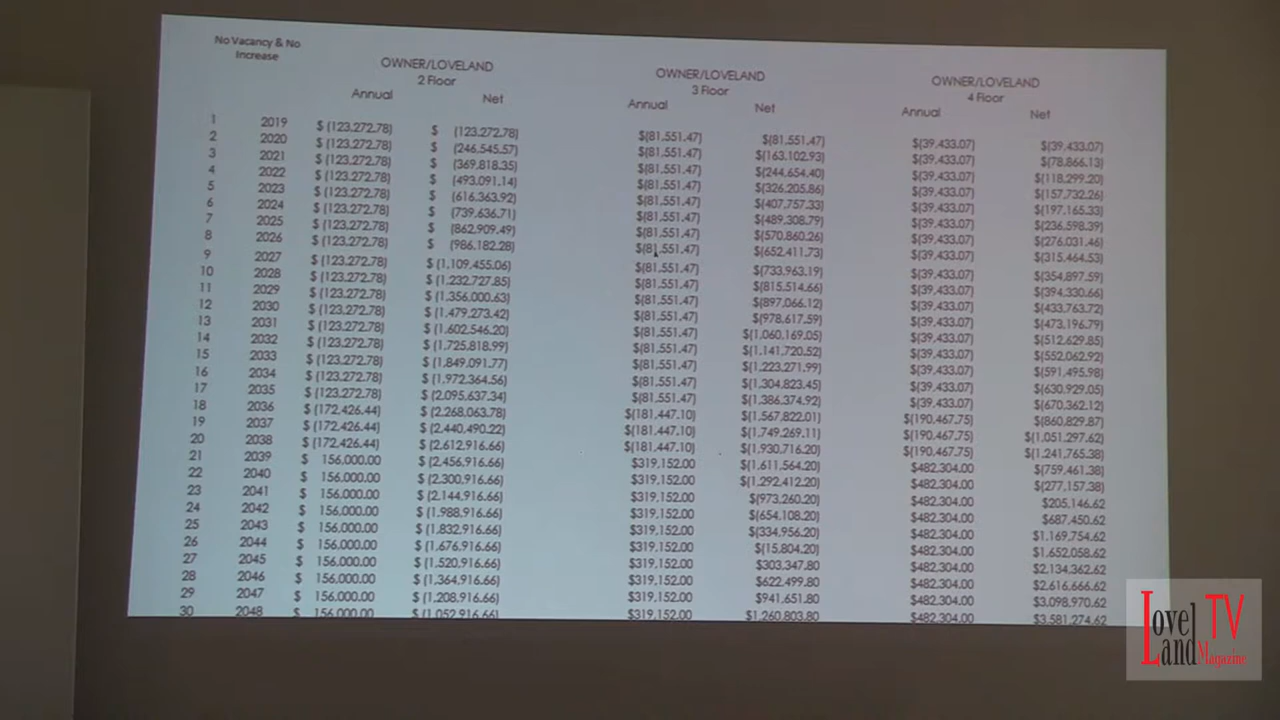 No Vacancy & No
Increase
OWNER/LOVELAND OWNER/LOVELAND OWNER/LOVELAND
2 Floor 3 Floor 4 Floor
Annual Net Annual Net Annual Net
1 2019 $ (123,272.78) $ (123,272.78) $(81,551.47) $(81,551.47) $(39,433.07) $(39,433.07)
2 2020 $ (123,272.78) $ (246,545.57) $(81,551.47) $(163,102.93) $(39,433.07) $(78,866.13)
3 2021 $ (123,272.78) $ (369,818.35) $(81,551.47) $(244,654.40) $(39,433.07) $(118,299.20)
4 2022 $ (123,272.78) $ (493,091.14) $(81,551.47) $(326,205.86) $(39,433.07) $(157,732.26)
5 2023 $ (123,272.78) $ (616,363.92) $(81,551.47) $(407,757.33) $(39,433.07) $(197,165.33)
6 2024 $ (123,272.78) $ (739,636.71) $(81,551.47) $(489,308.79) $(39,433.07) $(236,598.39)
7 2025 $ (123,272.78) $ (862,909.49) $(81,551.47) $(570,860.26) $(39,433.07) $(276,031.46)
8 2026 $ (123,272.78) $ (986,182.28) $(81,551.47) $(652,411.73) $(39,433.07) $(315,464.53)
9 2027 $ (123,272.78) $ (1,109,455.06) $(81,551.47) $(733,963.19) $(39,433.07) $(354,897.59)
10 2028 $ (123,272.78) $ (1,232,727.85) $(81,551.47) $(815,514.66) $(39,433.07) $(394,330.66)
11 2029 $ (123,272.78) $ (1,356,000.63) $(81,551.47) $(897,066.12) $(39,433.07) $(433,763.72)
12 2030 $ (123,272.78) $ (1,479,273.42) $(81,551.47) $(978,617.59) $(39,433.07) $(473,196.79)
13 2031 $ (123,272.78) $ (1,602,546.20) $(81,551.47) $(1,060,169.05) $(39,433.07) $(512,629.85)
14 2032 $ (123,272.78) $ (1,725,818.99) $(81,551.47) $(1,141,720.52) $(39,433.07) $(552,062.92)
15 2033 $ (123,272.78) $ (1,849,091.77) $(81,551.47) $(1,223,271.99) $(39,433.07) $(591,495.98)
16 2034 $ (123,272.78) $ (1,972,364.56) $(81,551.47) $(1,304,823.45) $(39,433.07) $(630,929.05)
17 2035 $ (123,272.78) $ (2,095,637.34) $(81,551.47) $(1,386,374.92) $(39,433.07) $(670,362.12)
18 2036 $ (172,426.44) $ (2,268,063.78) $(181,447.10) $(1,567,822.01) $(190,467.75) $(860,829.87)
19 2037 $ (172,426.44) $ (2,440,490.22) $(181,447.10) $(1,749,269.11) $(190,467.75) $(1,051,297.62)
20 2038 $ (172,426.44) $ (2,612,916.66) $(181,447.10) $(1,930,716.20) $(190,467.75) $(1,241,765.38)
21 2039 $ 156,000.00 $ (2,456,916.66) $319,152.00 $(1,611,564.20) $482,304.00 $(759,461.38)
22 2040 $ 156,000.00 $ (2,300,916.66) $319,152.00 $(1,292,412.20) $482,304.00 $(277,157.38)
23 2041 $ 156,000.00 $ (2,144,916.66) $319,152.00 $(973,260.20) $482,304.00 $205,146.62
24 2042 $ 156,000.00 $ (1,988,916.66) $319,152.00 $(654,108.20) $482,304.00 $687,450.62
25 2043 $ 156,000.00 $ (1,832,916.66) $319,152.00 $(334,956.20) $482,304.00 $1,169,754.62
26 2044 $ 156,000.00 $ (1,676,916.66) $319,152.00 $(15,804.20) $482,304.00 $1,652,058.62
27 2045 $ 156,000.00 $ (1,520,916.66) $319,152.00 $303,347.80 $482,304.00 $2,134,362.62
28 2046 $ 156,000.00 $ (1,364,916.66) $319,152.00 $622,499.80 $482,304.00 $2,616,666.62
29 2047 $ 156,000.00 $ (1,208,916.66) $319,152.00 $941,651.80 $482,304.00 $3,098,970.62
30 2048 $ 156,000.00 $ (1,052,916.66) $319,152.00 $1,260,803.80 $482,304.00 $3,581,274.62
Love TV
Land Magazine